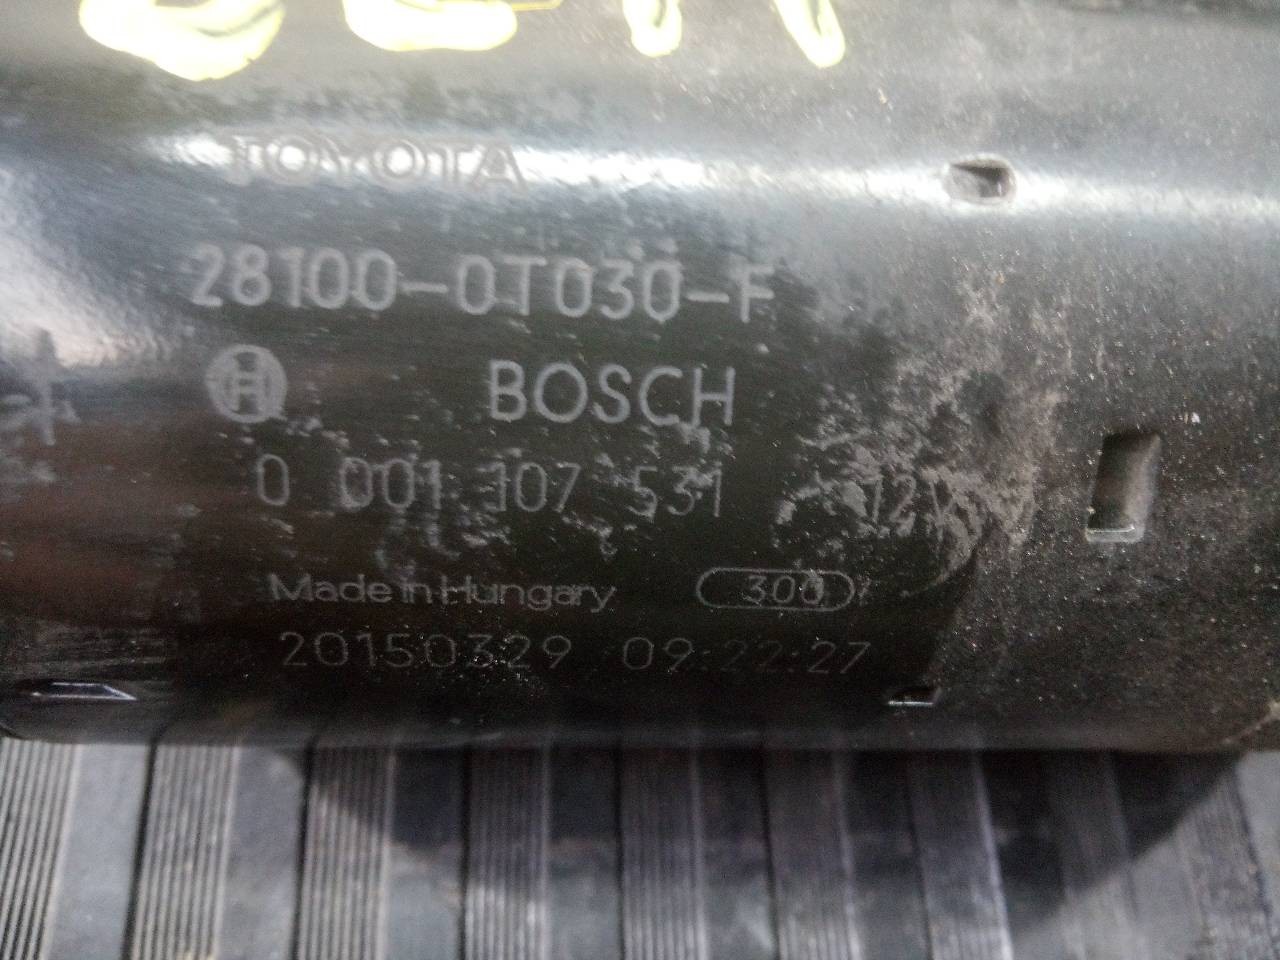 TOYOTA
28100-0T030-F
BOSCH
0 001 107 531 12V
Made in Hungary 300
20150329 09:22:27